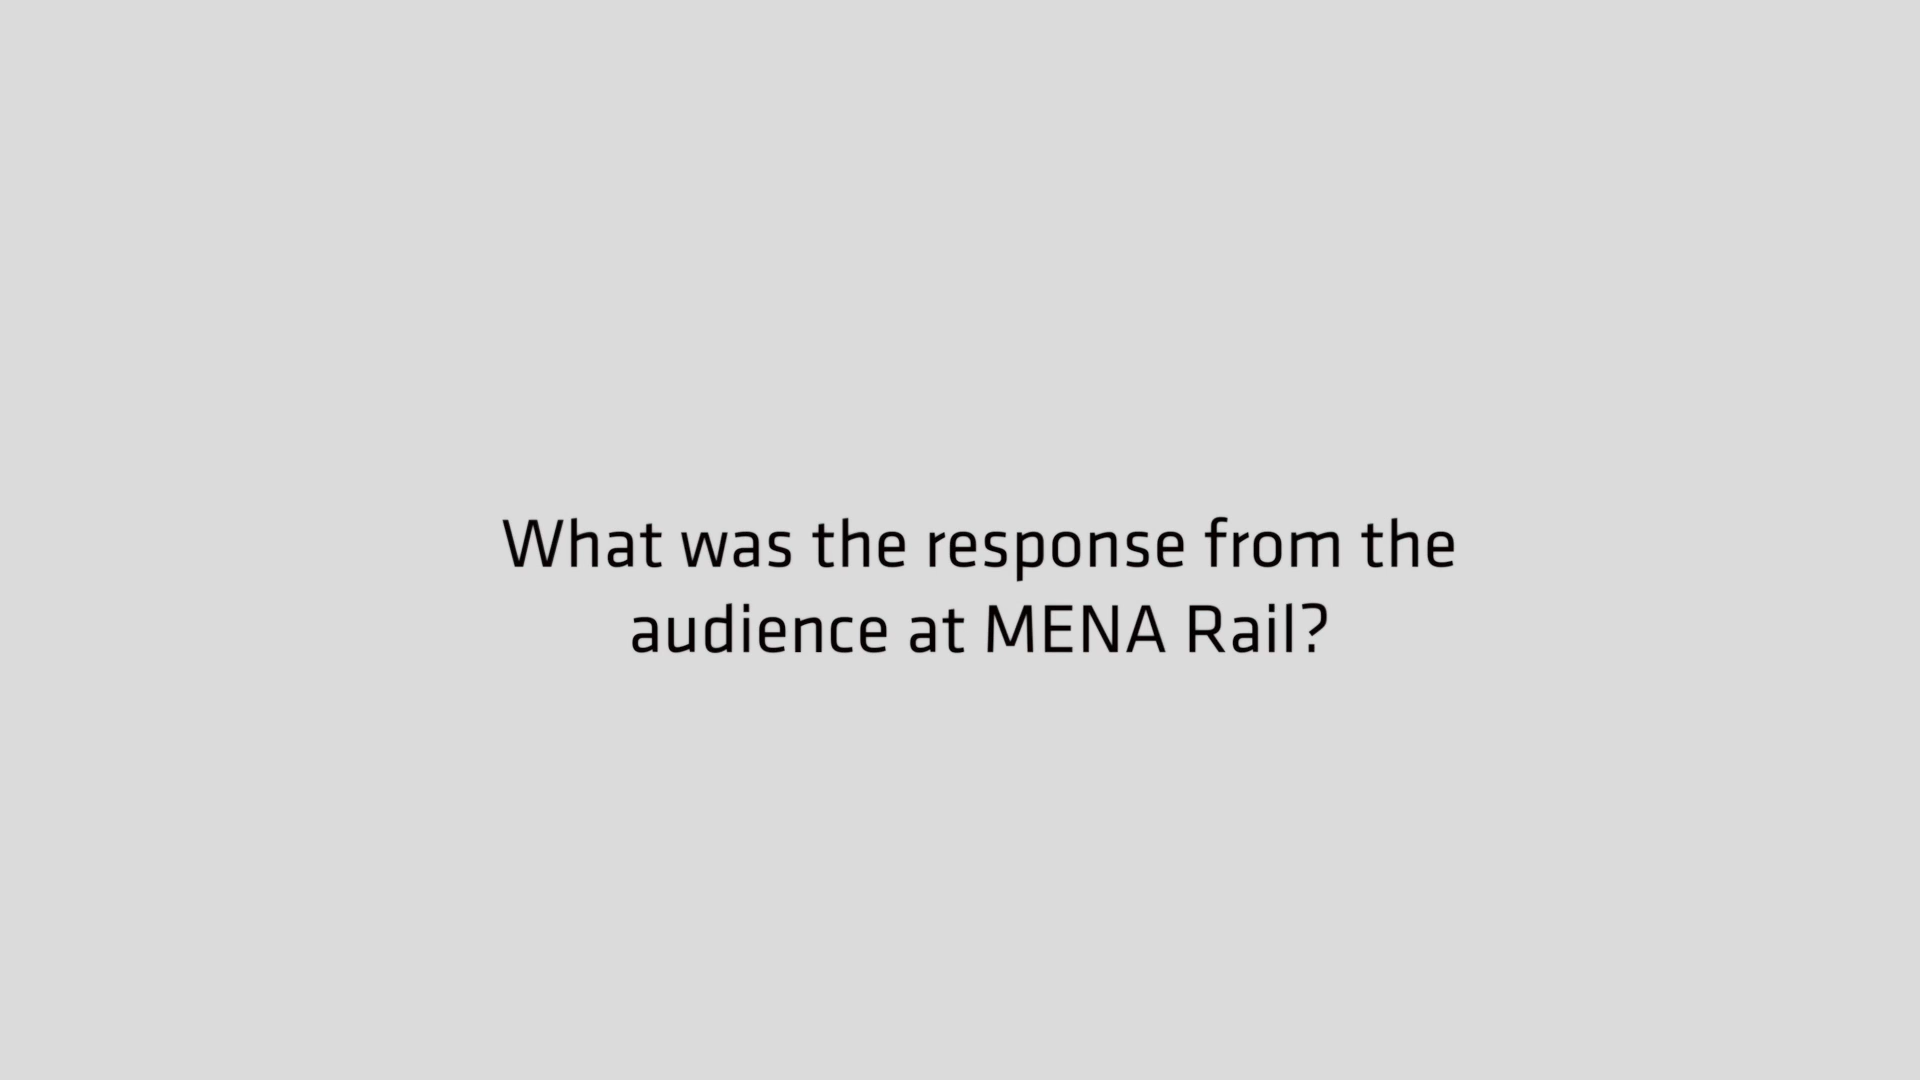 What was the response from the
audience at MENA Rail?